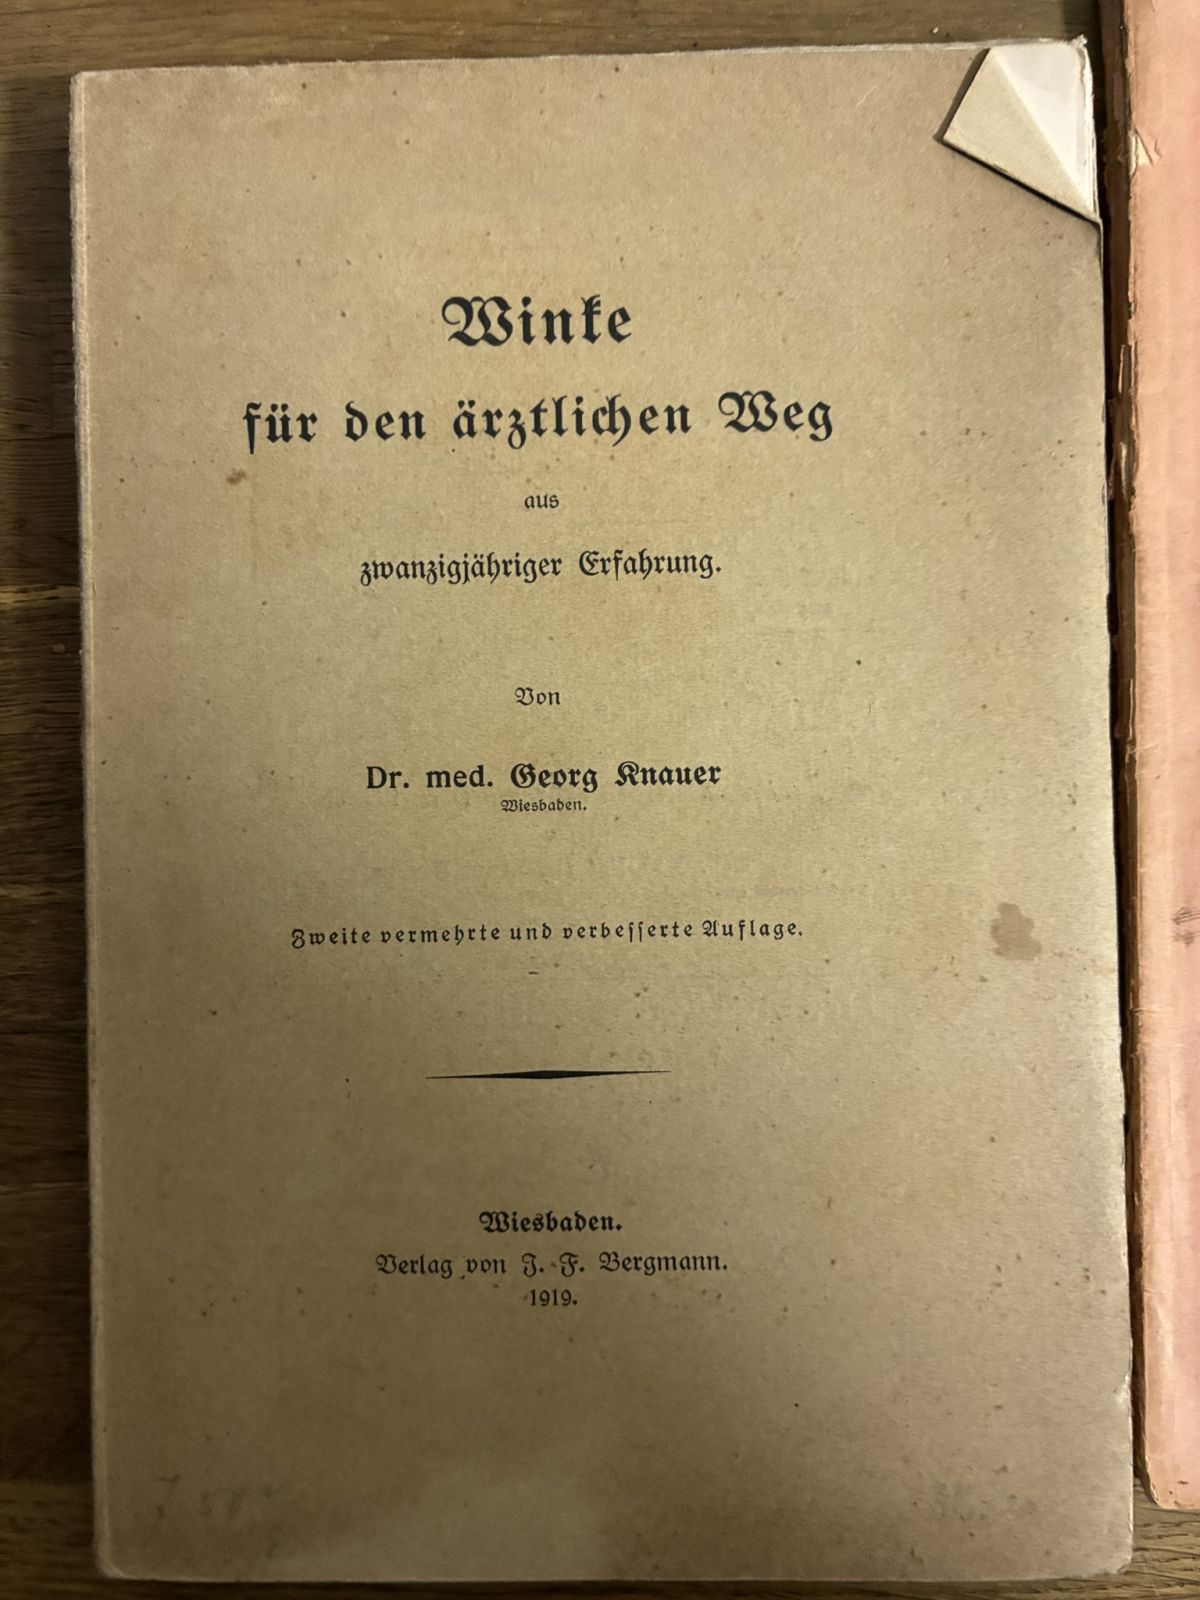 Winke
für den ärztlichen Weg
aus
zwanzigjähriger Erfahrung.
Von
Dr. med. Georg Knauer
Wiesbaden.
Zweite vermehrte und verbesserte Auflage.
Wiesbaden.
Verlag von J. F. Bergmann.
1919.